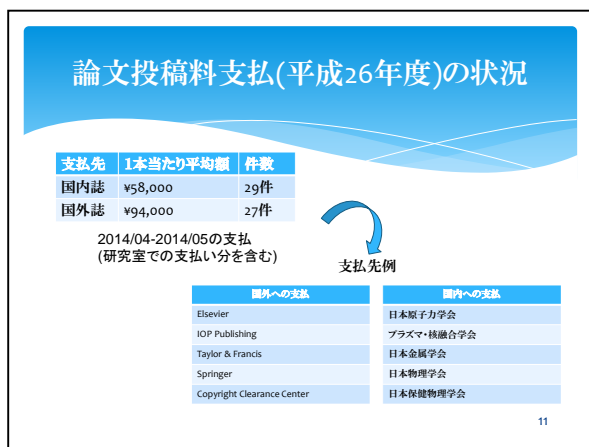 論文投稿料支払(平成26年度)の状況
支払先 1本当たり平均額 件数
国内誌 ¥58,000 29件
国外誌 ¥94,000 27件
2014/04-2014/05の支払
(研究室での支払い分を含む)
支払先例
国外への支払
Elsevier
IOP Publishing
Taylor & Francis
Springer
Copyright Clearance Center
国内への支払
日本原子力学会
プラズマ・核融合学会
日本金属学会
日本物理学会
日本保健物理学会
11